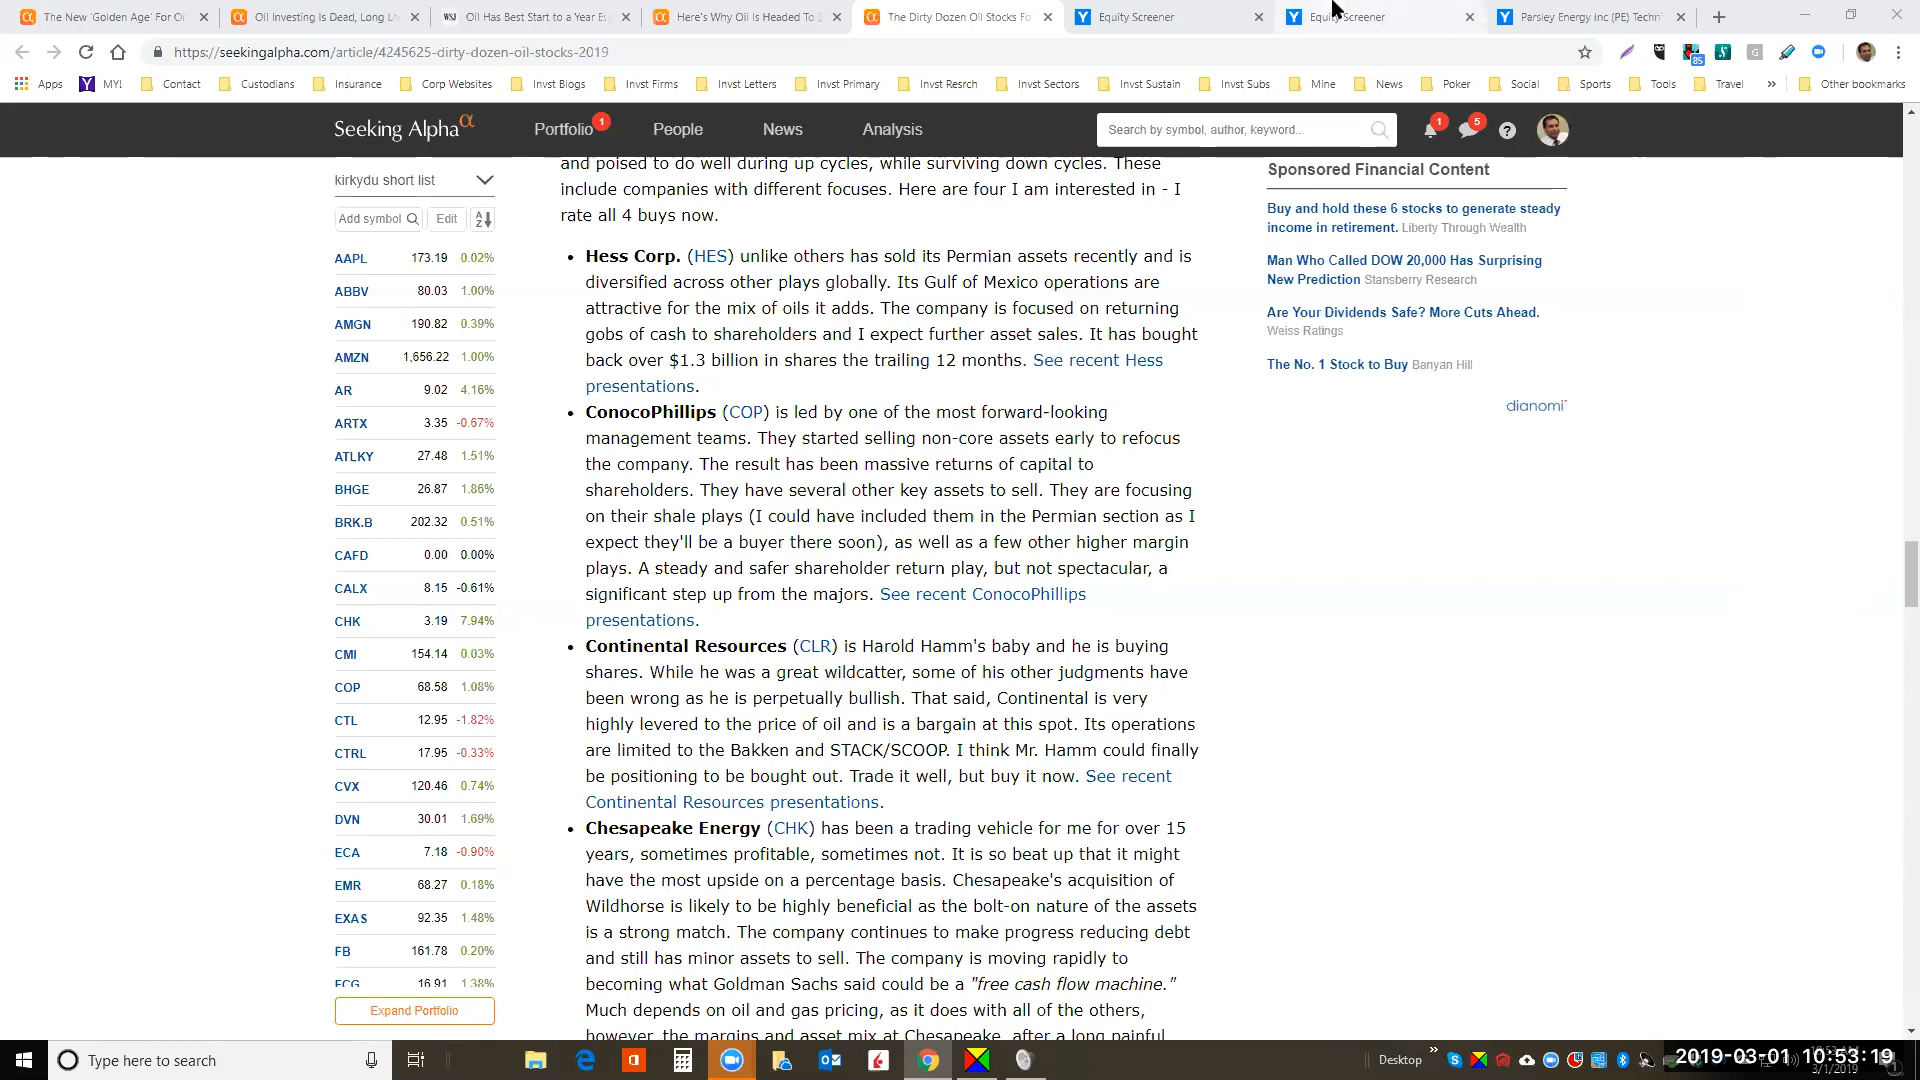 The New 'Golden Age' For Oi
Oil Investing Is Dead, Long Liv
WSJ
Oil Has Best Start to a Year Ev
Here's Why Oil Is Headed To
The Dirty Dozen Oil Stocks Fo
Equity Screener
Equity Screener
Parsley Energy Inc (PE) Techni
https://seekingalpha.com/article/4245625-dirty-dozen-oil-stocks-2019
85
Apps
MY!
Contact
Custodians
Insurance
Corp Websites
Invst Blogs
Invst Firms
Invst Letters
Invst Primary
Invst Resrch
Invst Sectors
Invst Sustain
Invst Subs
Mine
News
Poker
Social
Sports
Tools
Travel
»
Other bookmarks
Seeking Alpha α
Portfolio 1
People
News
Analysis
Search by symbol, author, keyword...
1
5
?
kirkydu short list
Add symbol
Edit
AAPL 173.19 0.02%
ABBV 80.03 1.00%
AMGN 190.82 0.39%
AMZN 1,656.22 1.00%
AR 9.02 4.16%
ARTX 3.35 -0.67%
ATLKY 27.48 1.51%
BHGE 26.87 1.86%
BRK.B 202.32 0.51%
CAFD 0.00 0.00%
CALX 8.15 -0.61%
CHK 3.19 7.94%
CMI 154.14 0.03%
COP 68.58 1.08%
CTL 12.95 -1.82%
CTRL 17.95 -0.33%
CVX 120.46 0.74%
DVN 30.01 1.69%
ECA 7.18 -0.90%
EMR 68.27 0.18%
EXAS 92.35 1.48%
FB 161.78 0.20%
FCG 16.91 1.38%
Expand Portfolio
and poised to do well during up cycles, while surviving down cycles. These
include companies with different focuses. Here are four I am interested in - I
rate all 4 buys now.
• Hess Corp. (HES) unlike others has sold its Permian assets recently and is
diversified across other plays globally. Its Gulf of Mexico operations are
attractive for the mix of oils it adds. The company is focused on returning
gobs of cash to shareholders and I expect further asset sales. It has bought
back over $1.3 billion in shares the trailing 12 months. See recent Hess
presentations.
• ConocoPhillips (COP) is led by one of the most forward-looking
management teams. They started selling non-core assets early to refocus
the company. The result has been massive returns of capital to
shareholders. They have several other key assets to sell. They are focusing
on their shale plays (I could have included them in the Permian section as I
expect they'll be a buyer there soon), as well as a few other higher margin
plays. A steady and safer shareholder return play, but not spectacular, a
significant step up from the majors. See recent ConocoPhillips
presentations.
• Continental Resources (CLR) is Harold Hamm's baby and he is buying
shares. While he was a great wildcatter, some of his other judgments have
been wrong as he is perpetually bullish. That said, Continental is very
highly levered to the price of oil and is a bargain at this spot. Its operations
are limited to the Bakken and STACK/SCOOP. I think Mr. Hamm could finally
be positioning to be bought out. Trade it well, but buy it now. See recent
Continental Resources presentations.
• Chesapeake Energy (CHK) has been a trading vehicle for me for over 15
years, sometimes profitable, sometimes not. It is so beat up that it might
have the most upside on a percentage basis. Chesapeake's acquisition of
Wildhorse is likely to be highly beneficial as the bolt-on nature of the assets
is a strong match. The company continues to make progress reducing debt
and still has minor assets to sell. The company is moving rapidly to
becoming what Goldman Sachs said could be a "free cash flow machine."
Much depends on oil and gas pricing, as it does with all of the others,
however, the margins and asset mix at Chesapeake, after a long painful
Sponsored Financial Content
Buy and hold these 6 stocks to generate steady
income in retirement. Liberty Through Wealth
Man Who Called DOW 20,000 Has Surprising
New Prediction Stansberry Research
Are Your Dividends Safe? More Cuts Ahead.
Weiss Ratings
The No. 1 Stock to Buy Banyan Hill
dianomi
Type here to search
Desktop
»
2019-03-01 10:53:19
3/1/2019